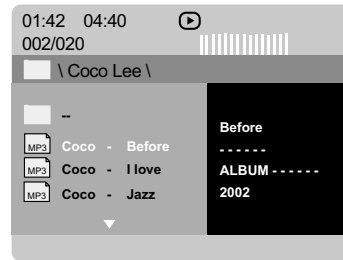 01:42 04:40
002/020
\ Coco Lee \
--
MP3 Coco - Before
MP3 Coco - I love
MP3 Coco - Jazz
Before
- - - - - -
ALBUM - - - - - -
2002